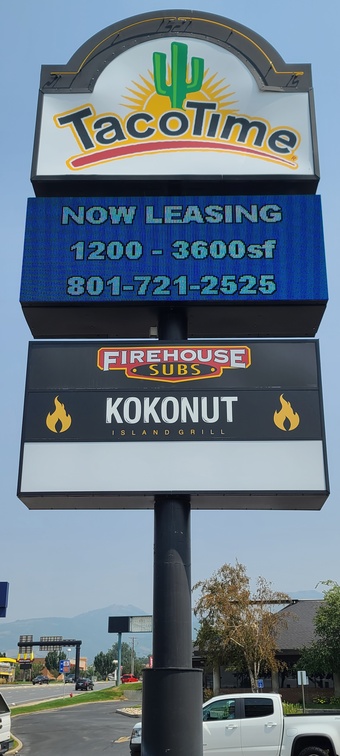 TacoTime
NOW LEASING
1200 - 3600sf
801-721-2525
FIREHOUSE
SUBS
KOKONUT
ISLAND GRILL